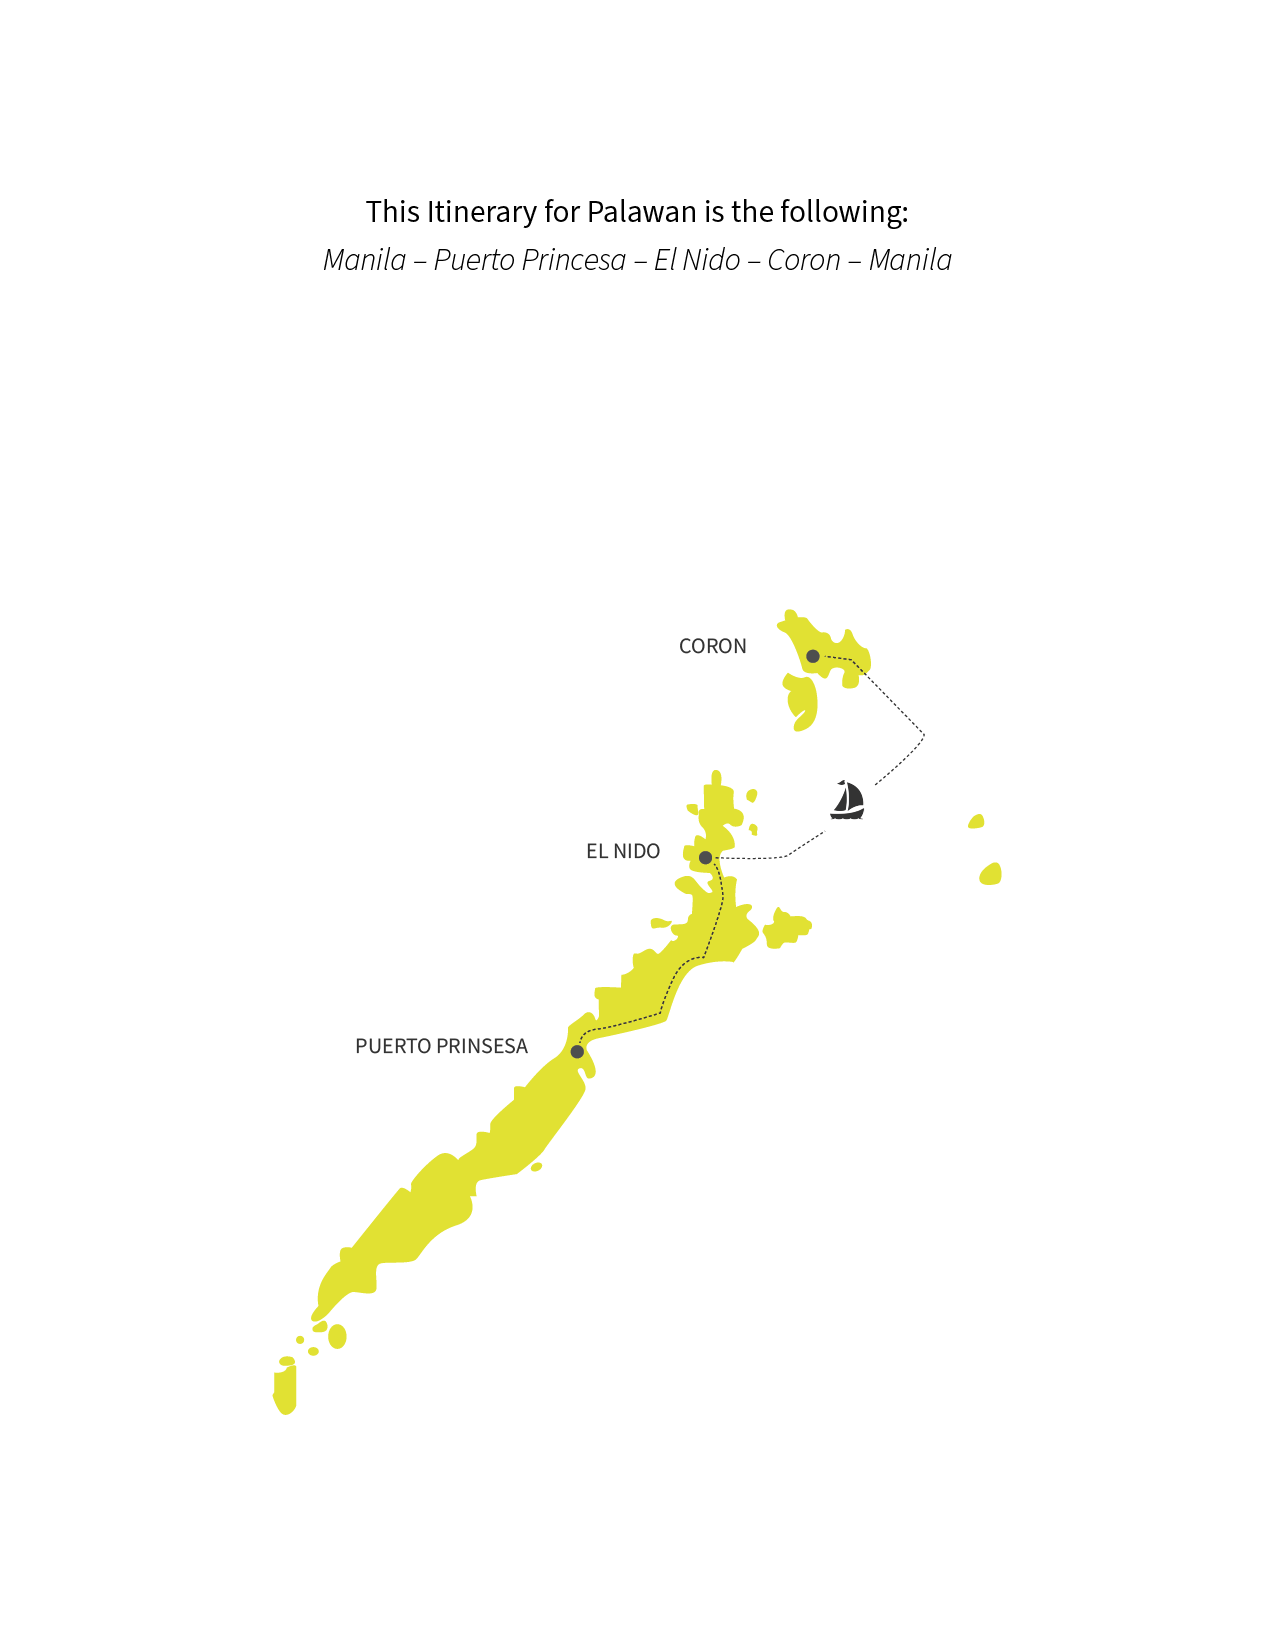 This Itinerary for Palawan is the following:
Manila – Puerto Princesa – El Nido – Coron – Manila
CORON
EL NIDO
PUERTO PRINSESA